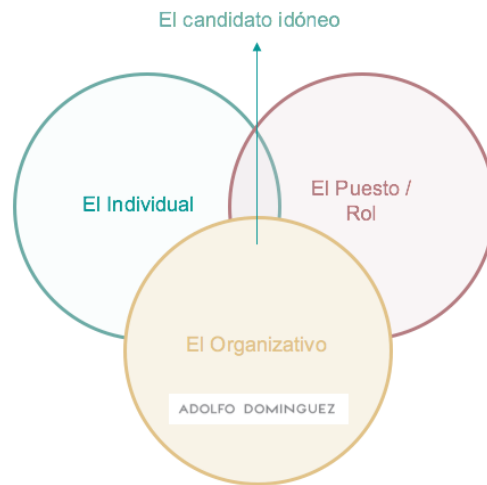 El candidato idóneo
El Individual
El Puesto /
Rol
El Organizativo
ADOLFO DOMINGUEZ